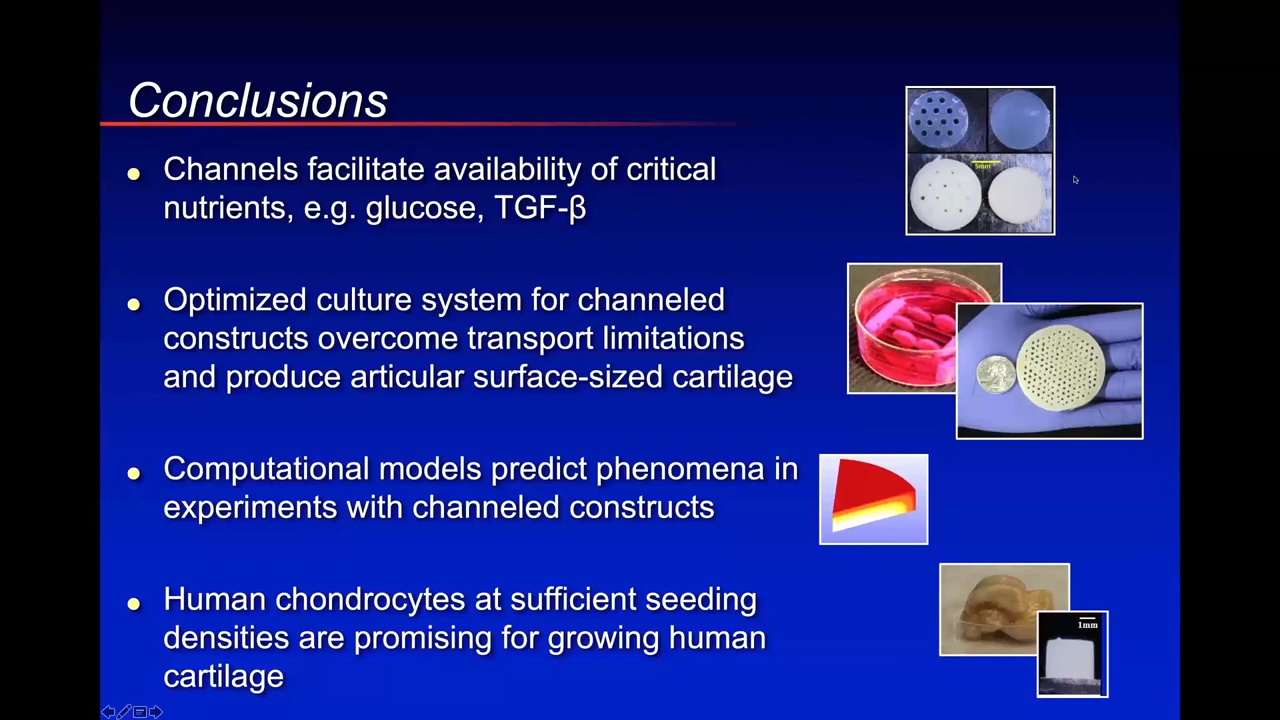 Conclusions
Channels facilitate availability of critical
nutrients, e.g. glucose, TGF-β
Optimized culture system for channeled
constructs overcome transport limitations
and produce articular surface-sized cartilage
Computational models predict phenomena in
experiments with channeled constructs
Human chondrocytes at sufficient seeding
densities are promising for growing human
cartilage
5mm
1mm